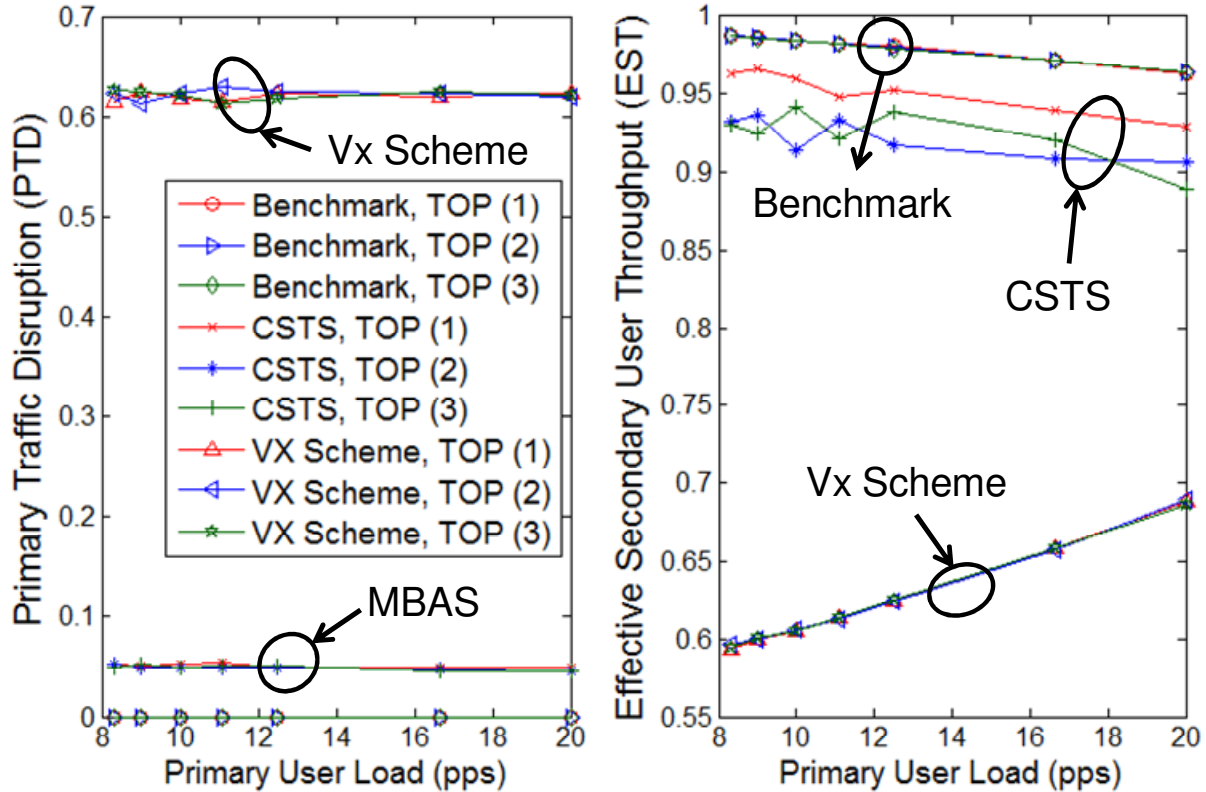 Primary Traffic Disruption (PTD)
0.7
0.6
0.5
0.4
0.3
0.2
0.1
0
Vx Scheme
Benchmark, TOP (1)
Benchmark, TOP (2)
Benchmark, TOP (3)
CSTS, TOP (1)
CSTS, TOP (2)
CSTS, TOP (3)
VX Scheme, TOP (1)
VX Scheme, TOP (2)
VX Scheme, TOP (3)
MBAS
8 10 12 14 16 18 20
Primary User Load (pps)
Effective Secondary User Throughput (EST)
1
0.95
0.9
0.85
0.8
0.75
0.7
0.65
0.6
0.55
Benchmark
CSTS
Vx Scheme
8 10 12 14 16 18 20
Primary User Load (pps)